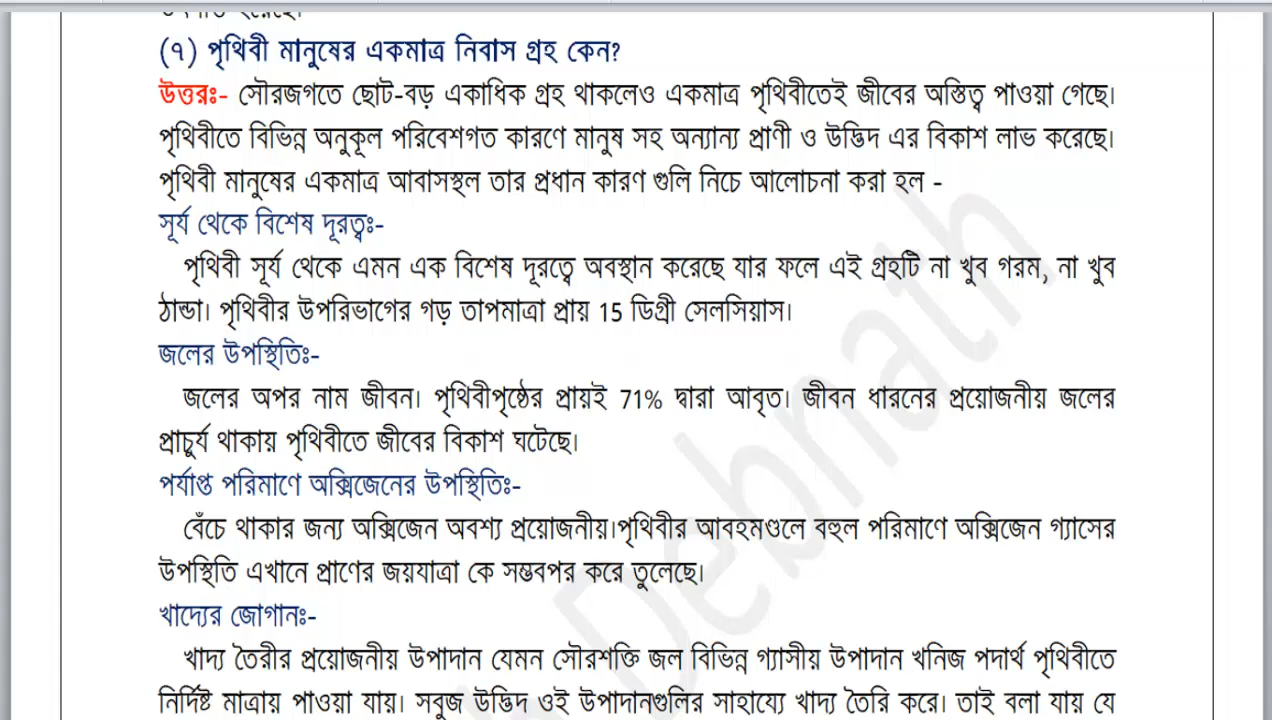 (৭) পৃথিবী মানুষের একমাত্র নিবাস গ্রহ কেন?
উত্তরঃ- সৌরজগতে ছোট-বড় একাধিক গ্রহ থাকলেও একমাত্র পৃথিবীতেই জীবের অস্তিত্ব পাওয়া গেছে।
পৃথিবীতে বিভিন্ন অনুকূল পরিবেশগত কারণে মানুষ সহ অন্যান্য প্রাণী ও উদ্ভিদ এর বিকাশ লাভ করেছে।
পৃথিবী মানুষের একমাত্র আবাসস্থল তার প্রধান কারণ গুলি নিচে আলোচনা করা হল -
সূর্য থেকে বিশেষ দূরত্বঃ-
পৃথিবী সূর্য থেকে এমন এক বিশেষ দূরত্বে অবস্থান করেছে যার ফলে এই গ্রহটি না খুব গরম, না খুব
ঠান্ডা। পৃথিবীর উপরিভাগের গড় তাপমাত্রা প্রায় 15 ডিগ্রী সেলসিয়াস।
জলের উপস্থিতিঃ-
জলের অপর নাম জীবন। পৃথিবীপৃষ্ঠের প্রায়ই 71% দ্বারা আবৃত। জীবন ধারনের প্রয়োজনীয় জলের
প্রাচুর্য থাকায় পৃথিবীতে জীবের বিকাশ ঘটেছে।
পর্যাপ্ত পরিমাণে অক্সিজেনের উপস্থিতিঃ-
বেঁচে থাকার জন্য অক্সিজেন অবশ্য প্রয়োজনীয়।পৃথিবীর আবহমণ্ডলে বহুল পরিমাণে অক্সিজেন গ্যাসের
উপস্থিতি এখানে প্রাণের জয়যাত্রা কে সম্ভবপর করে তুলেছে।
খাদ্যের জোগানঃ-
খাদ্য তৈরীর প্রয়োজনীয় উপাদান যেমন সৌরশক্তি জল বিভিন্ন গ্যাসীয় উপাদান খনিজ পদার্থ পৃথিবীতে
নির্দিষ্ট মাত্রায় পাওয়া যায়। সবুজ উদ্ভিদ ওই উপাদানগুলির সাহায্যে খাদ্য তৈরি করে। তাই বলা যায় যে
Debnath